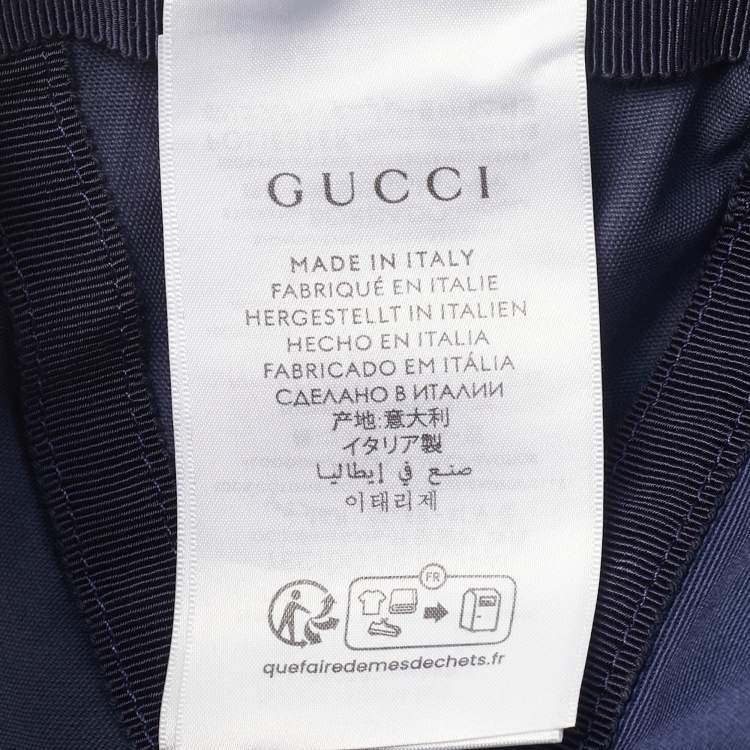 GUCCI
MADE IN ITALY
FABRIQUÉ EN ITALIE
HERGESTELLT IN ITALIEN
HECHO EN ITALIA
FABRICADO EM ITÁLIA
СДЕЛАНО В ИТАЛИИ
产地:意大利
イタリア製
صنع في إيطاليا
이태리제
FR
quefairedemesdechets.fr